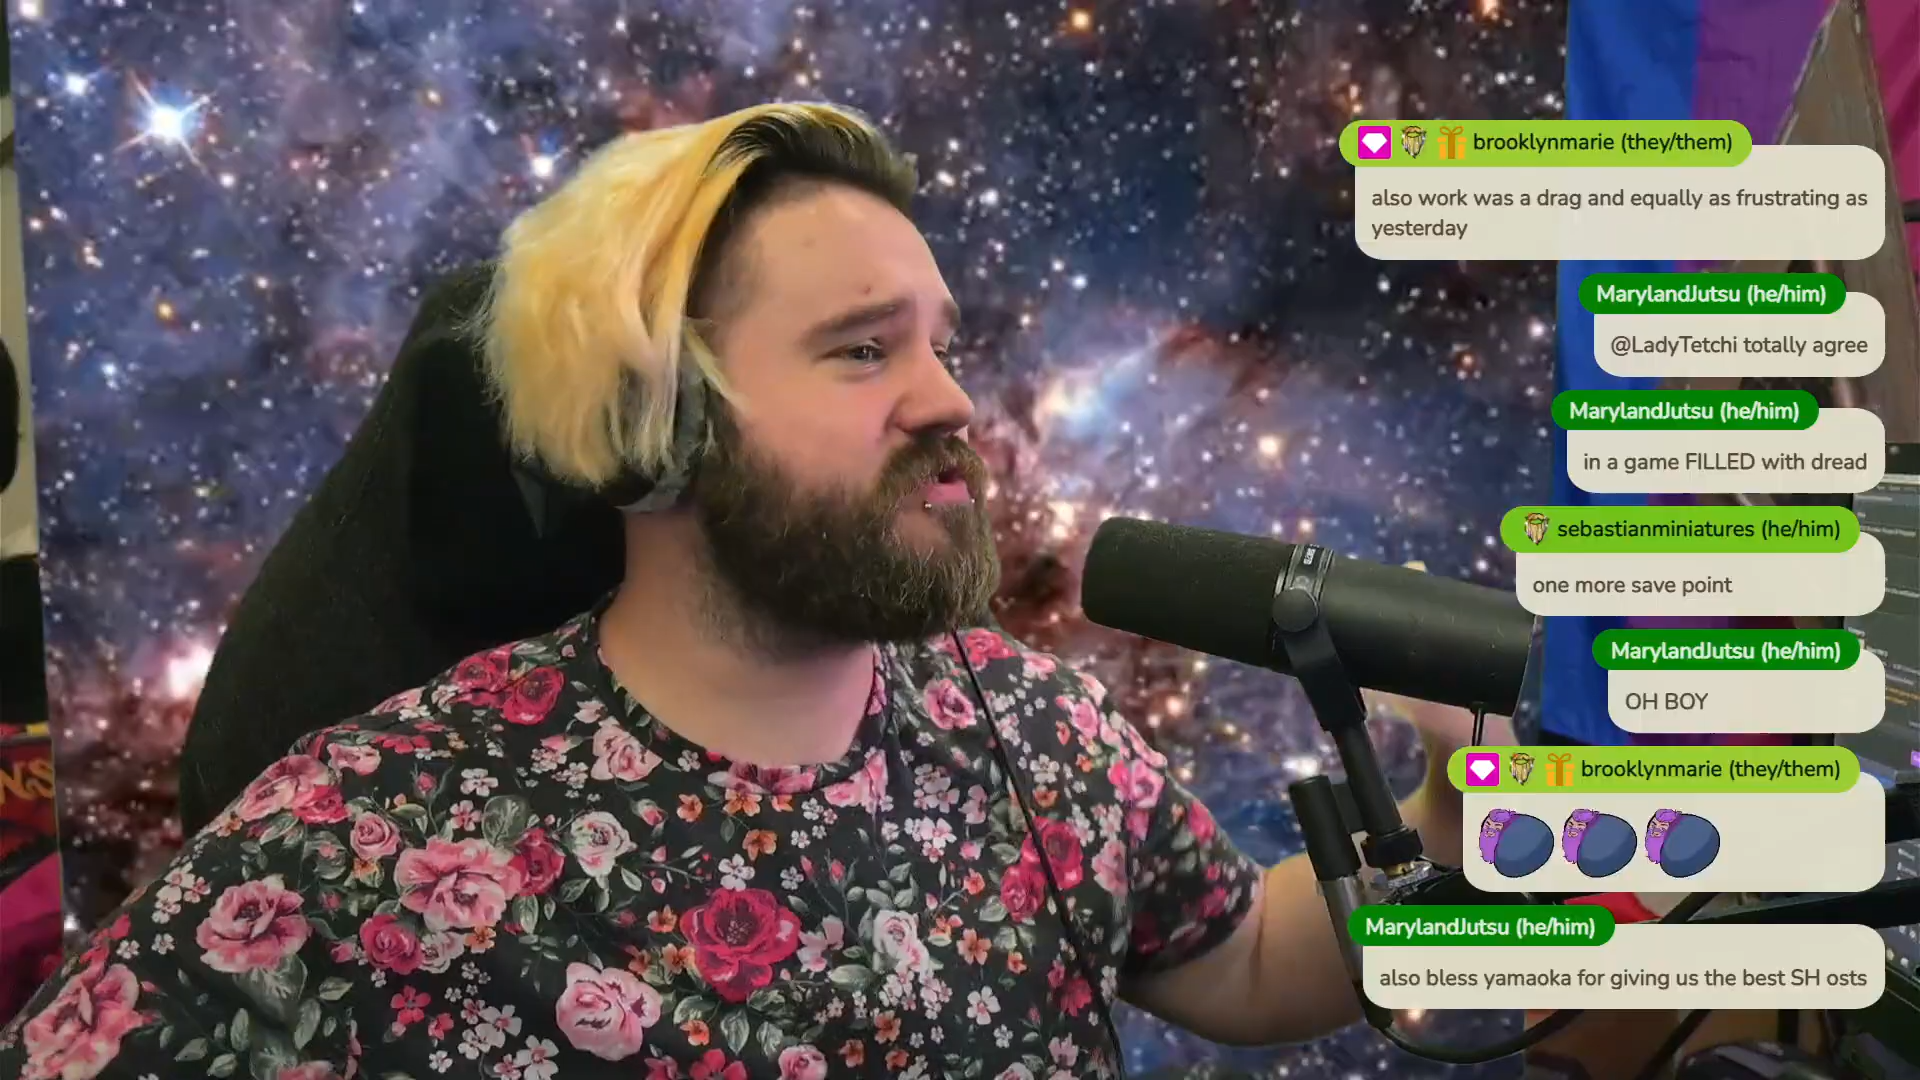 brooklynmarie (they/them)
also work was a drag and equally as frustrating as
yesterday
MarylandJutsu (he/him)
@LadyTetchi totally agree
MarylandJutsu (he/him)
in a game FILLED with dread
sebastianminiatures (he/him)
one more save point
MarylandJutsu (he/him)
OH BOY
brooklynmarie (they/them)
MarylandJutsu (he/him)
also bless yamaoka for giving us the best SH osts